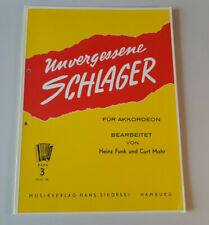 Unvergessene
SCHLAGER
FÜR AKKORDEON
BEARBEITET
VON
Heinz Funk und Curt Mahr
BAND
3
MUSIKVERLAG HANS SIKORSKI · HAMBURG